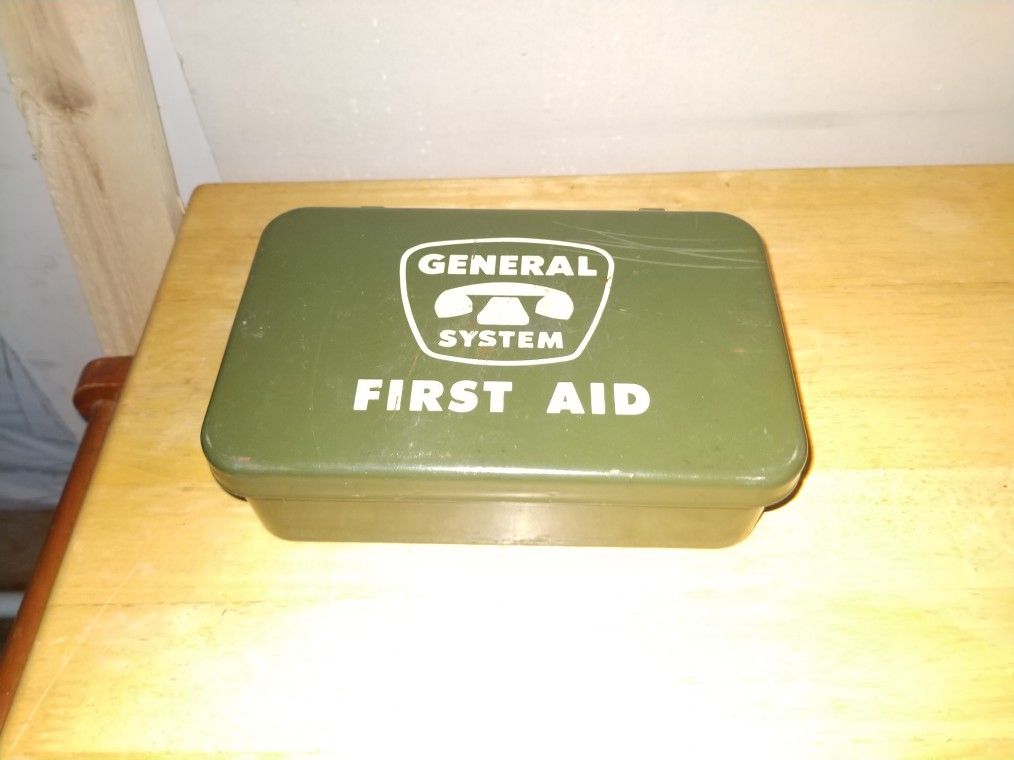 GENERAL
SYSTEM
FIRST AID